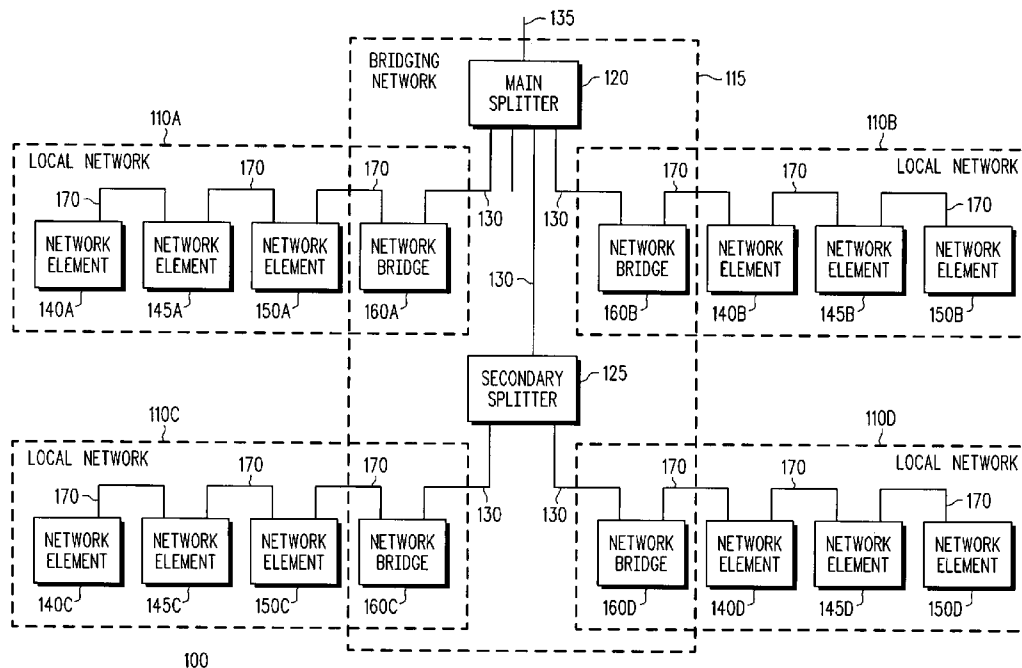 135
BRIDGING
NETWORK
MAIN
SPLITTER
120
115
110A
110B
LOCAL NETWORK
LOCAL NETWORK
170
170
170
170
170
170
130
130
NETWORK
ELEMENT
NETWORK
ELEMENT
NETWORK
ELEMENT
NETWORK
BRIDGE
NETWORK
BRIDGE
NETWORK
ELEMENT
NETWORK
ELEMENT
NETWORK
ELEMENT
130
140A
145A
150A
160A
160B
140B
145B
150B
SECONDARY
SPLITTER
125
110C
110D
LOCAL NETWORK
LOCAL NETWORK
170
170
170
170
170
170
130
130
NETWORK
ELEMENT
NETWORK
ELEMENT
NETWORK
ELEMENT
NETWORK
BRIDGE
NETWORK
BRIDGE
NETWORK
ELEMENT
NETWORK
ELEMENT
NETWORK
ELEMENT
140C
145C
150C
160C
160D
140D
145D
150D
100